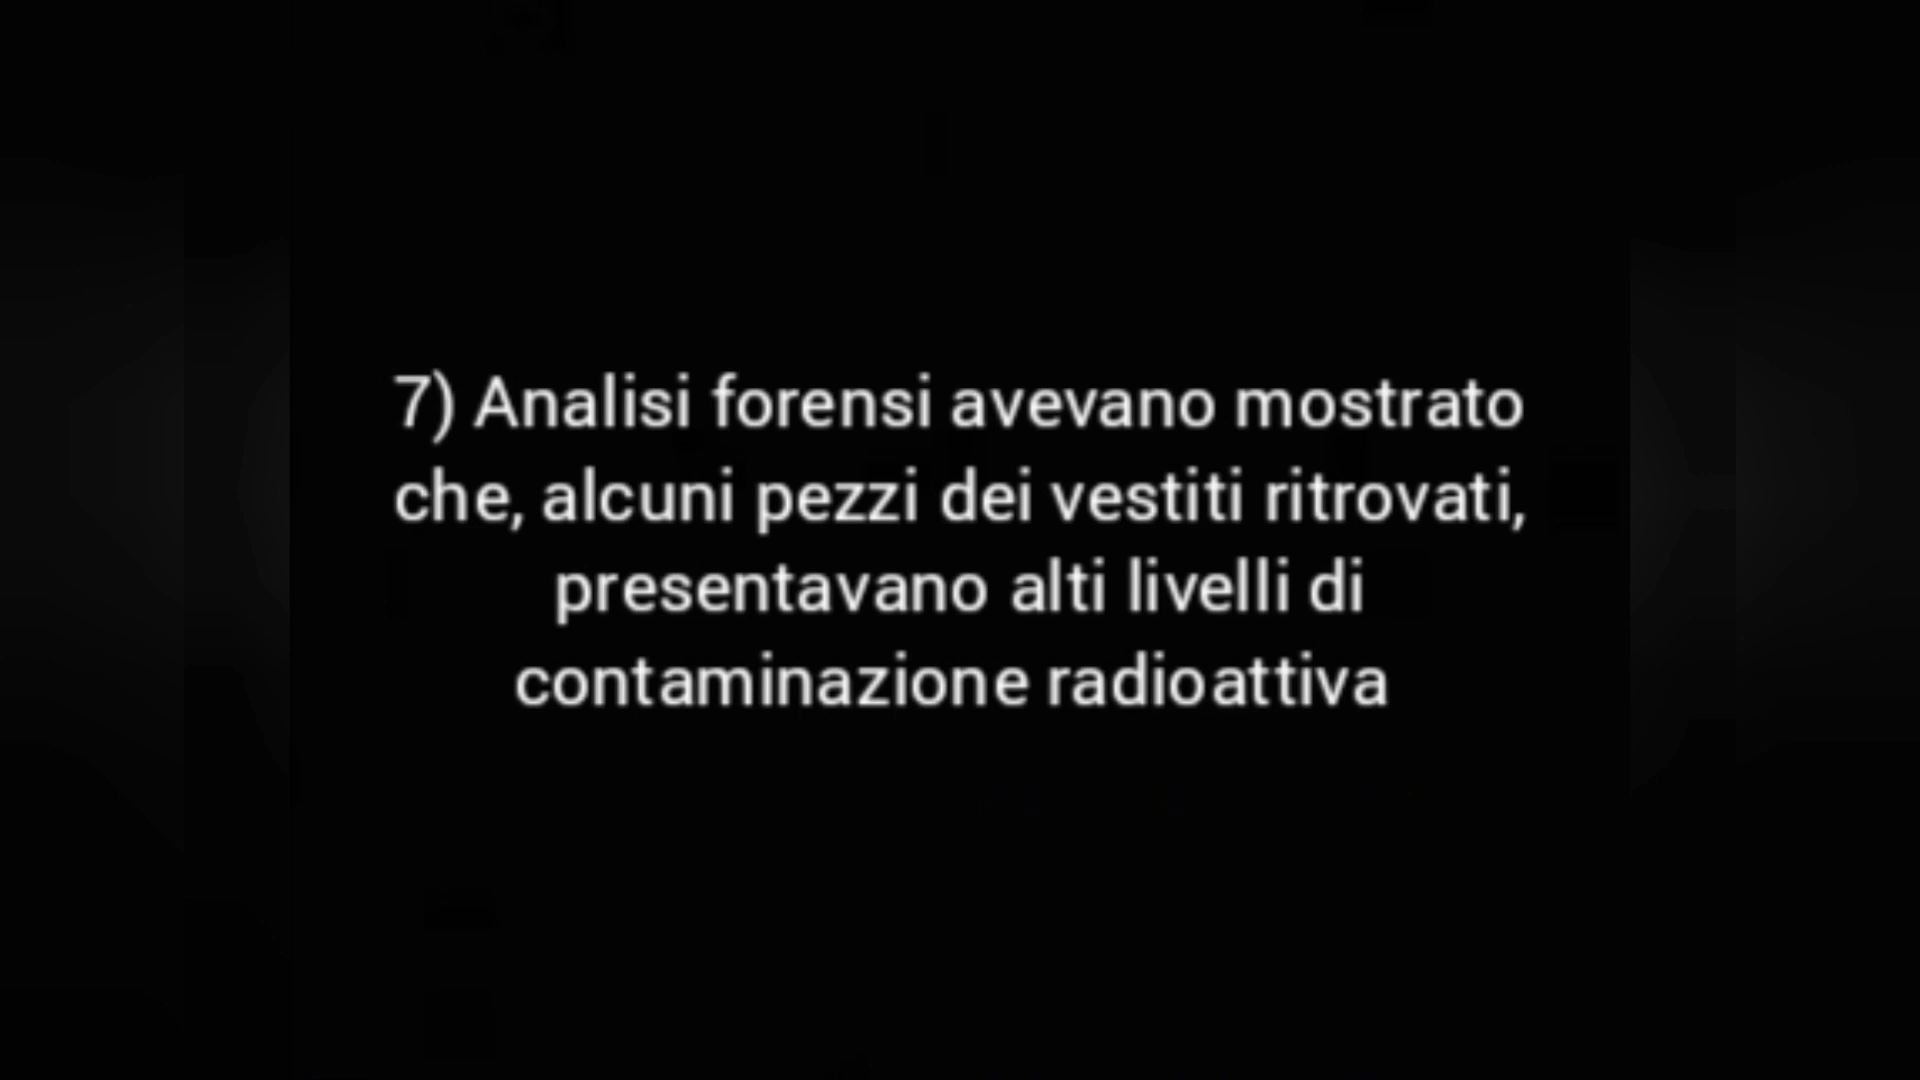 7) Analisi forensi avevano mostrato
che, alcuni pezzi dei vestiti ritrovati,
presentavano alti livelli di
contaminazione radioattiva